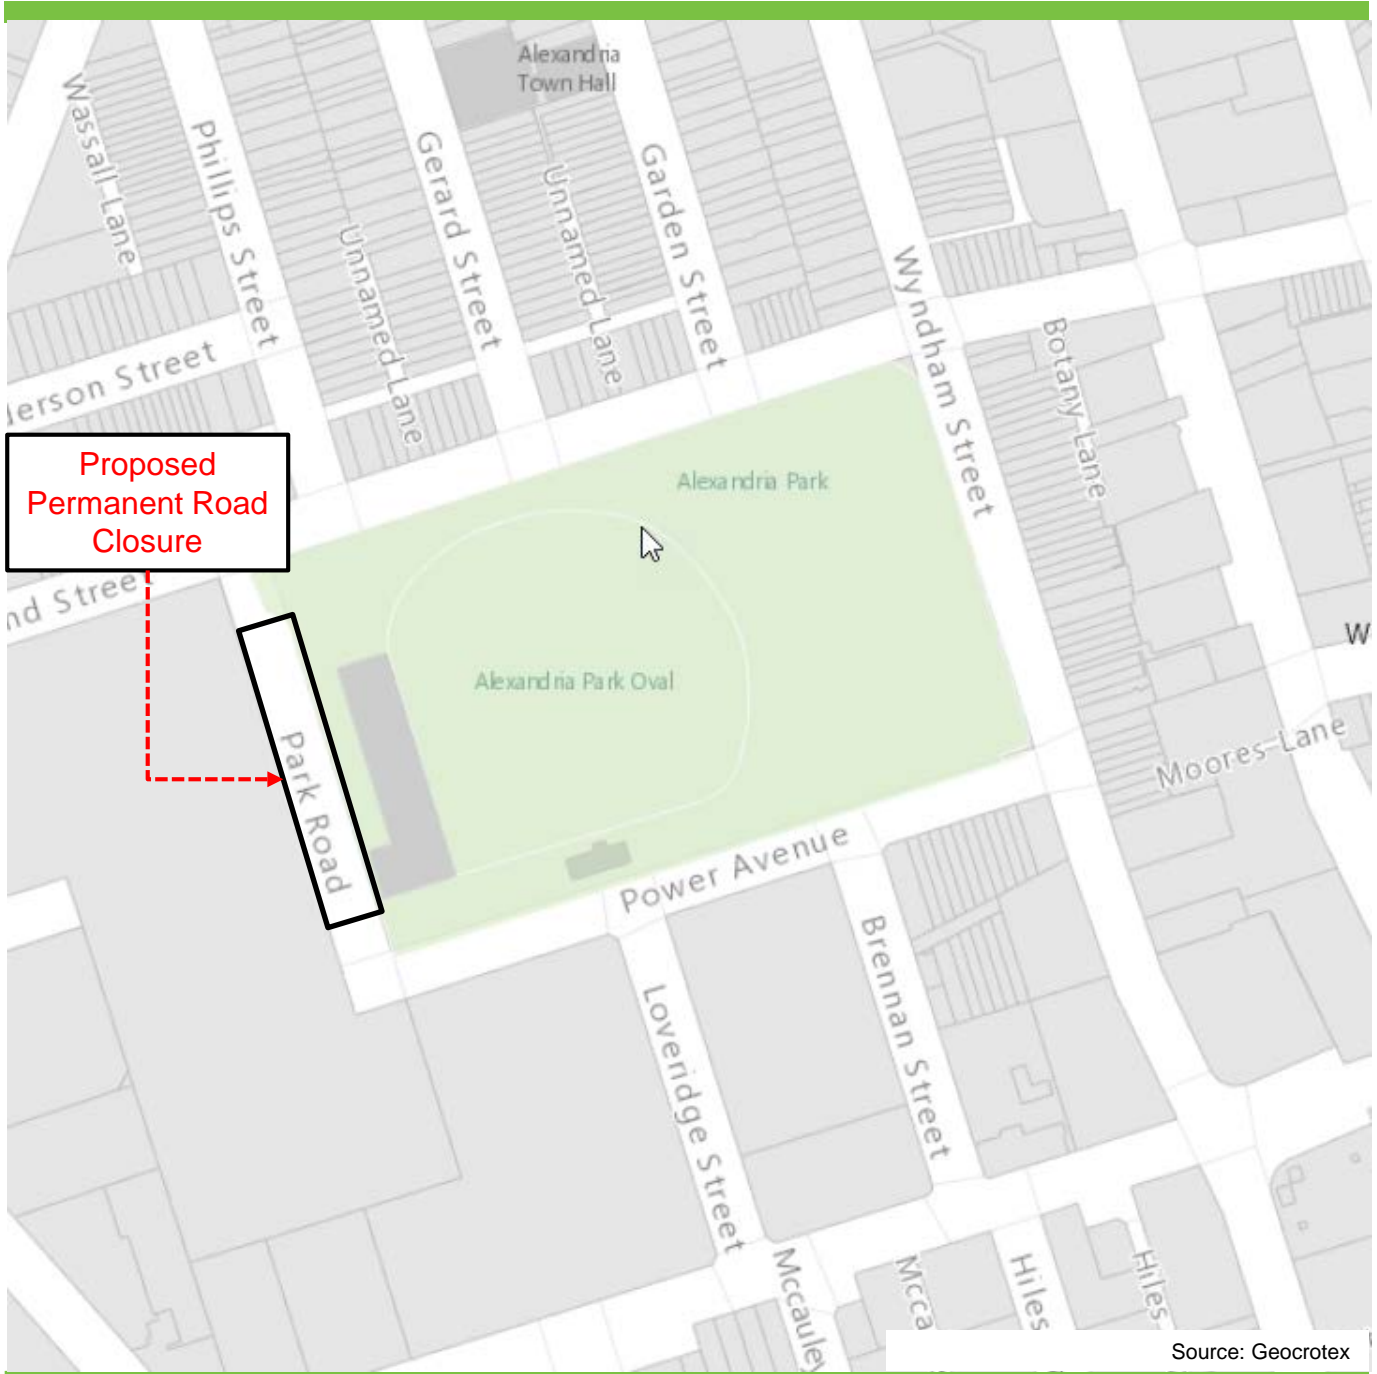 Alexandria
Town Hall
Wassall Lane
Phillips Street
Gerard Street
Unnamed Lane
Garden Street
Unnamed Lane
Wyndham Street
Botany Lane
derson Street
Proposed
Permanent Road
Closure
Alexandria Park
nd Street
W
Alexandria Park Oval
Park Road
Moores Lane
Power Avenue
Brennan Street
Loveridge Street
Mccauley
Mcca
Hiles
Hiles
Source: Geocrotex